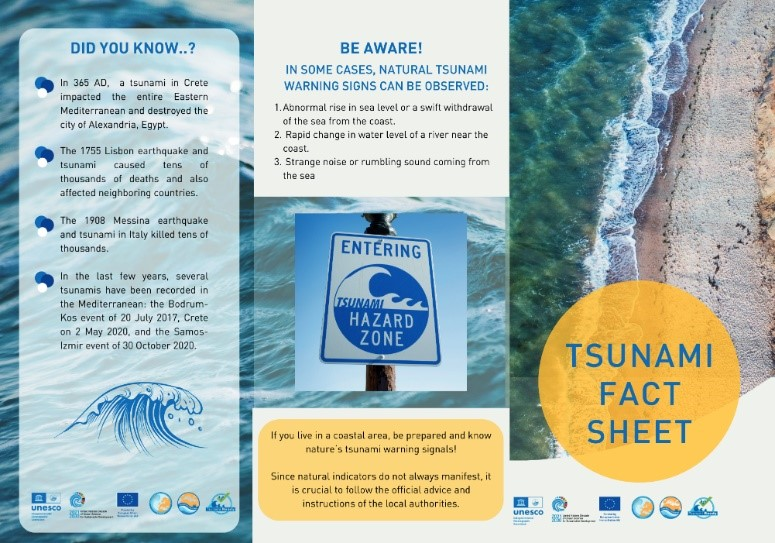 DID YOU KNOW..?
In 365 AD, a tsunami in Crete
impacted the entire Eastern
Mediterranean and destroyed the
city of Alexandria, Egypt.
The 1755 Lisbon earthquake and
tsunami caused tens of
thousands of deaths and also
affected neighboring countries.
The 1908 Messina earthquake
and tsunami in Italy killed tens of
thousands.
In the last few years, several
tsunamis have been recorded in
the Mediterranean: the Bodrum-
Kos event of 20 July 2017, Crete
on 2 May 2020, and the Samos-
Izmir event of 30 October 2020.
unesco
BE AWARE!
IN SOME CASES, NATURAL TSUNAMI
WARNING SIGNS CAN BE OBSERVED:
1. Abnormal rise in sea level or a swift withdrawal
of the sea from the coast.
2. Rapid change in water level of a river near the
coast.
3. Strange noise or rumbling sound coming from
the sea
ENTERING
TSUNAMI
HAZARD
ZONE
If you live in a coastal area, be prepared and know
nature's tsunami warning signals!
Since natural indicators do not always manifest, it
is crucial to follow the official advice and
instructions of the local authorities.
TSUNAMI
FACT
SHEET
unesco